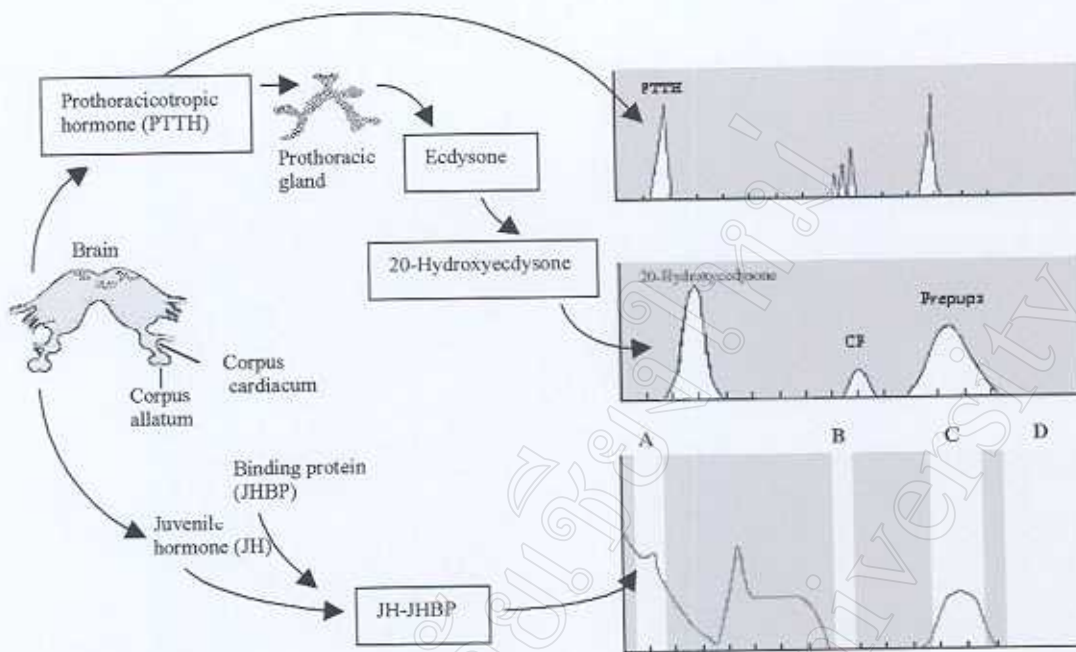 Prothoracicotropic
hormone (PTTH)
Prothoracic
gland
Ecdysone
20-Hydroxyecdysone
Brain
Corpus
cardiacum
Corpus
allatum
Binding protein
(JHBP)
Juvenile
hormone (JH)
JH-JHBP
PTTH
20-Hydroxyecdysone
CP
Prepupa
A
B
C
D